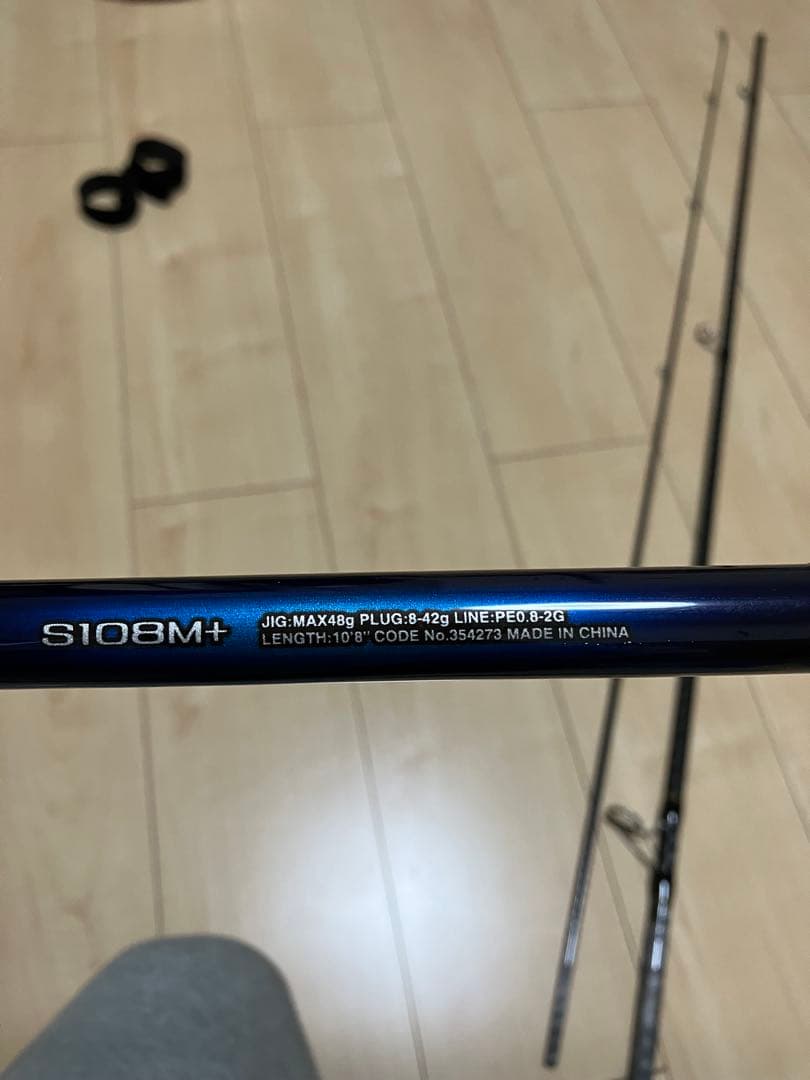 S108M+
JIG:MAX48g PLUG:8-42g LINE:PE0.8-2G
LENGTH:10'8" CODE No.354273 MADE IN CHINA